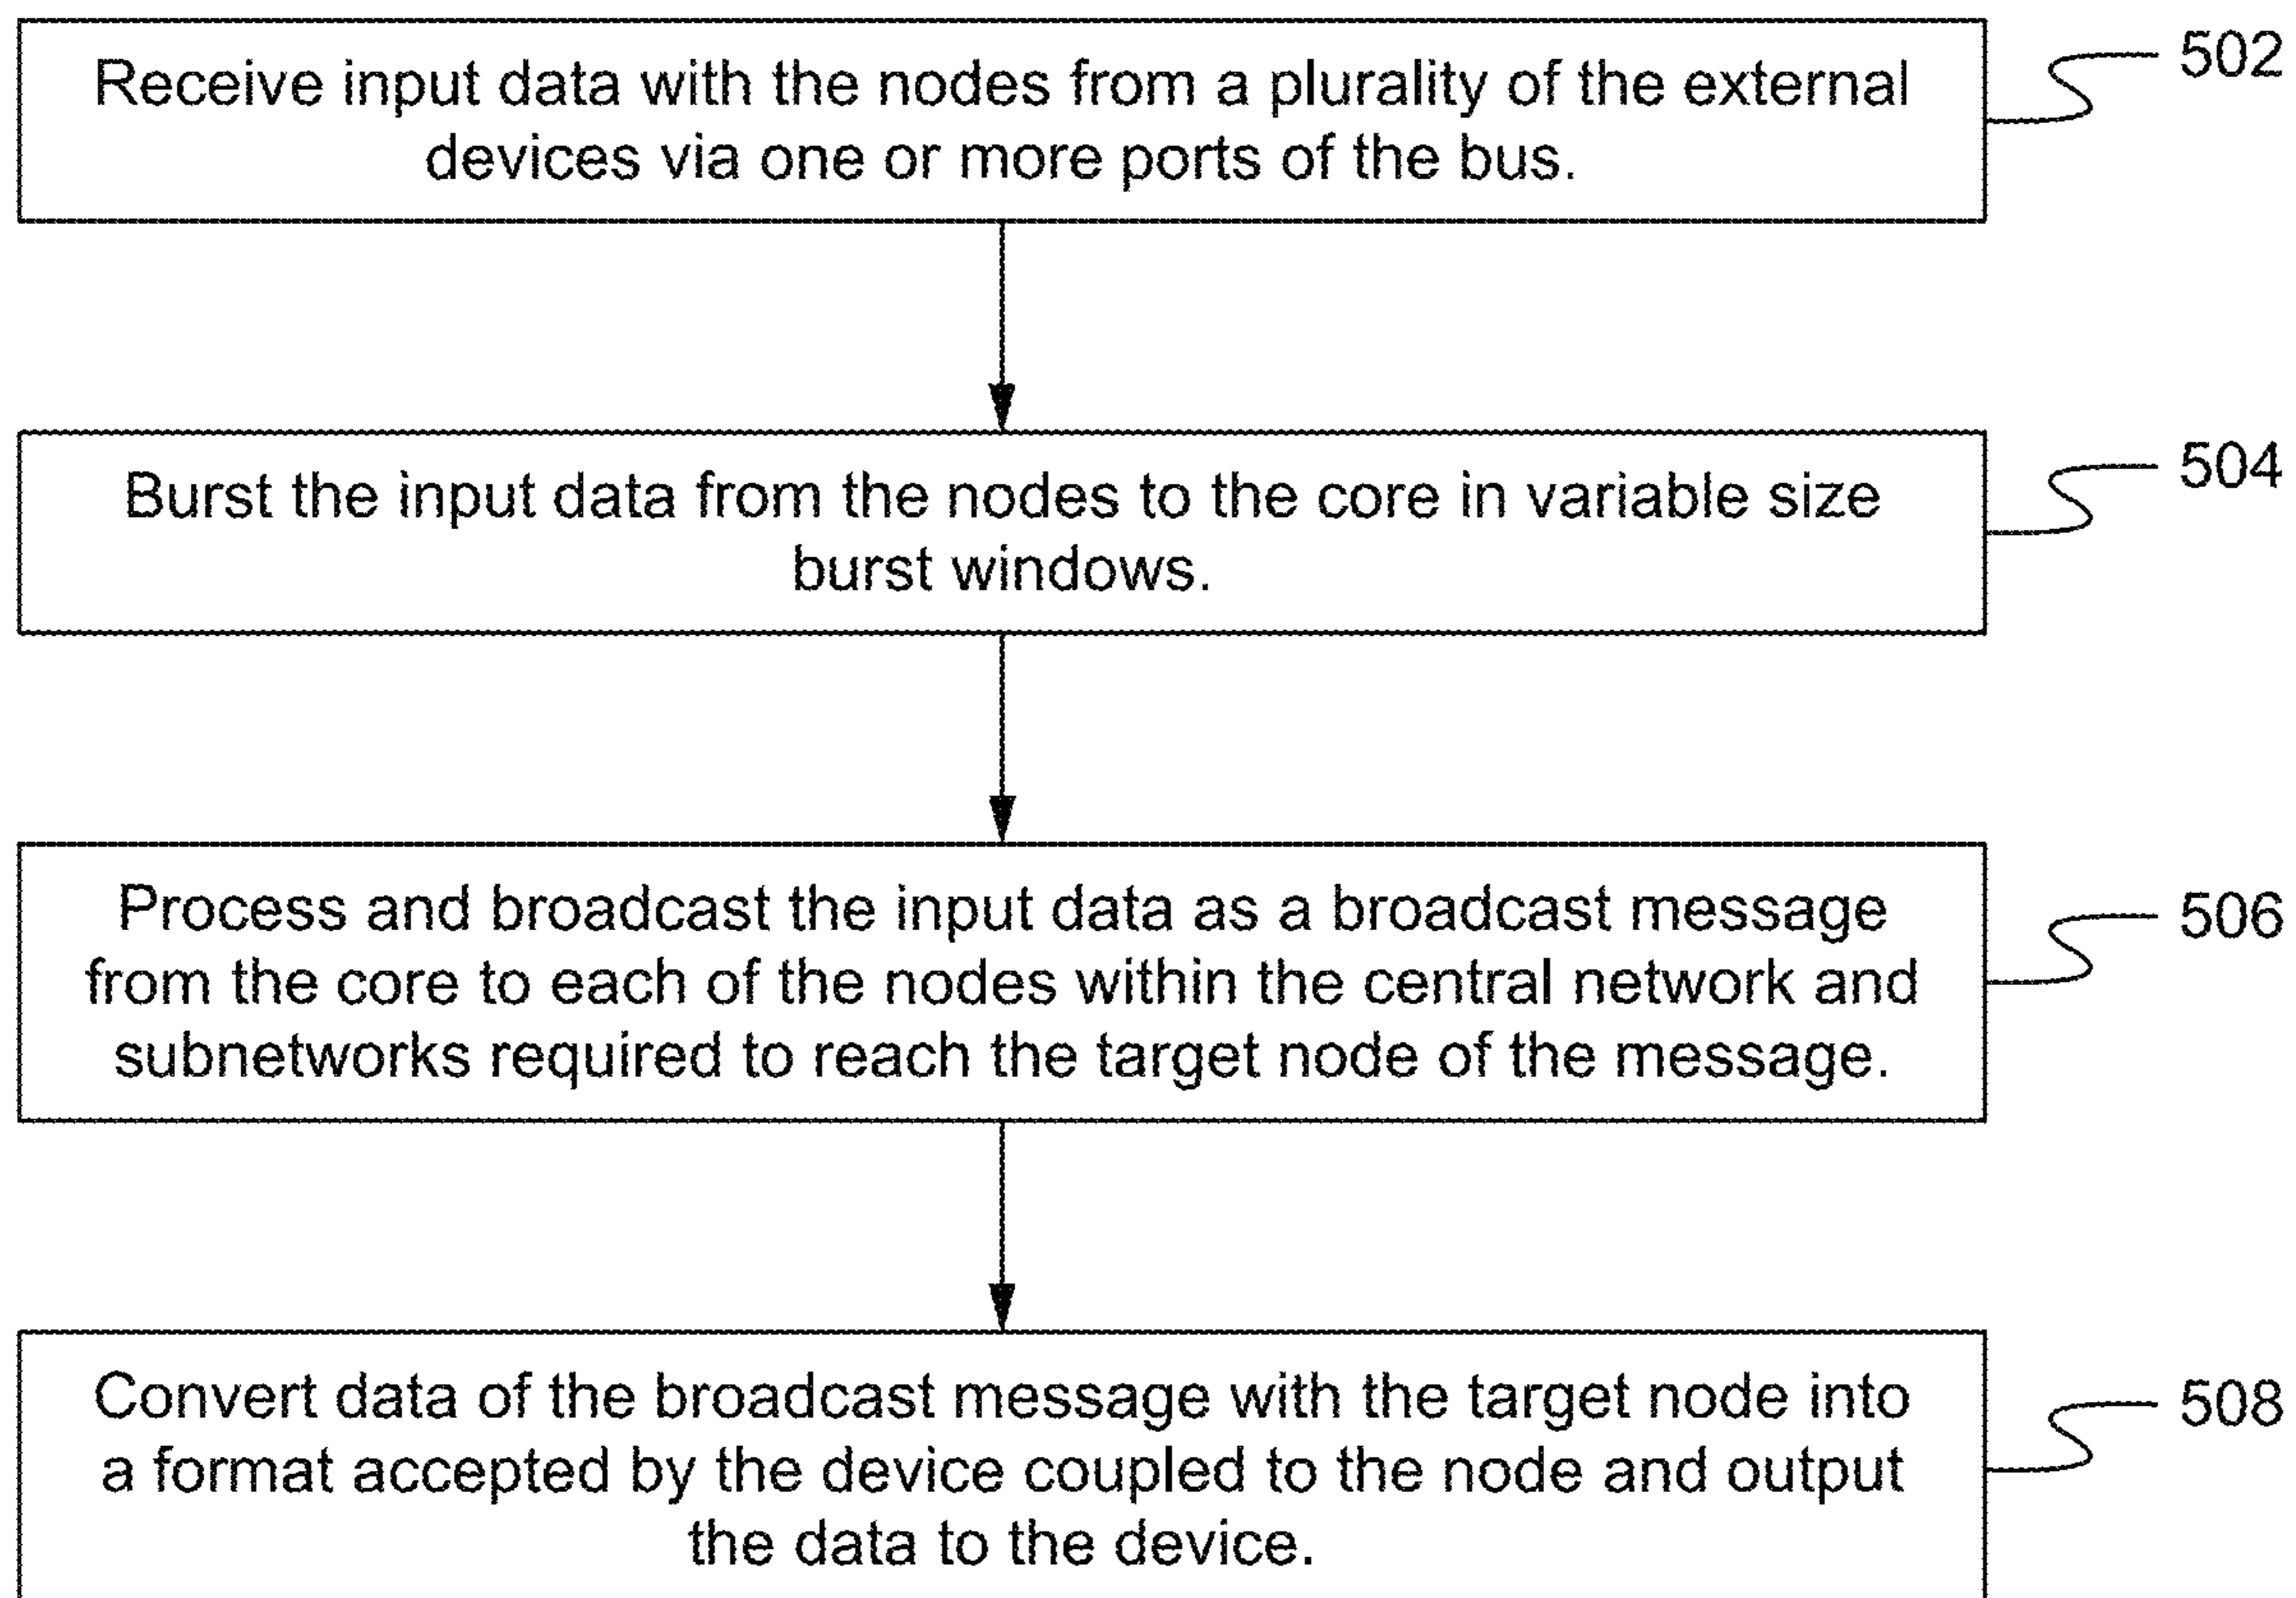 Receive input data with the nodes from a plurality of the external
devices via one or more ports of the bus.
502
Burst the input data from the nodes to the core in variable size
burst windows.
504
Process and broadcast the input data as a broadcast message
from the core to each of the nodes within the central network and
subnetworks required to reach the target node of the message.
506
Convert data of the broadcast message with the target node into
a format accepted by the device coupled to the node and output
the data to the device.
508